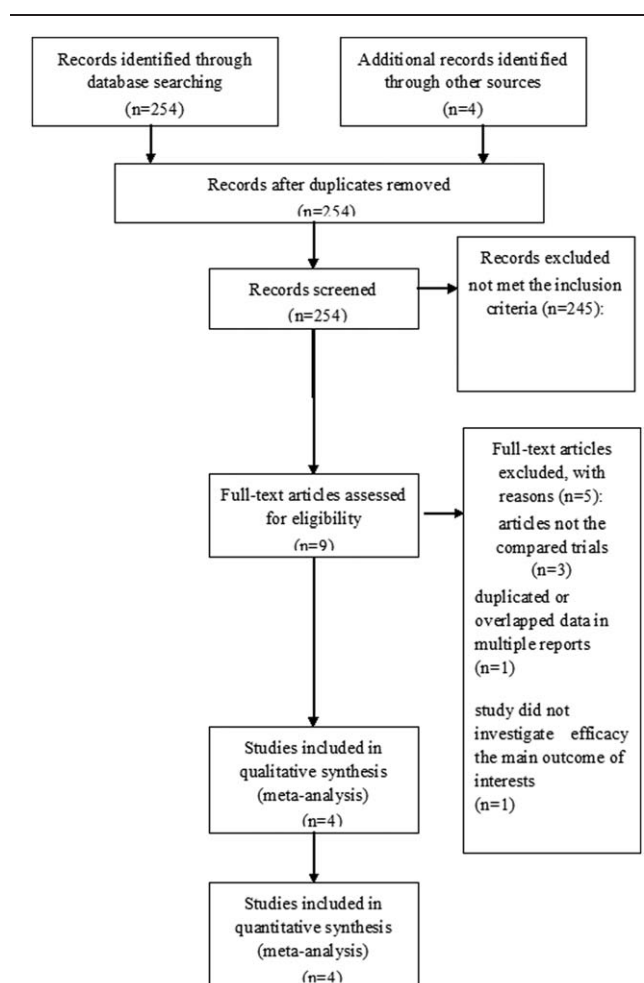 Records identified through
database searching
(n=254)
Additional records identified
through other sources
(n=4)
Records after duplicates removed
(n=254)
Records screened
(n=254)
Records excluded
not met the inclusion
criteria (n=245):
Full-text articles assessed
for eligibility
(n=9)
Full-text articles
excluded, with
reasons (n=5):
articles not the
compared trials
(n=3)
duplicated or
overlapped data in
multiple reports
(n=1)
study did not
investigate efficacy
the main outcome of
interests
(n=1)
Studies included in
qualitative synthesis
(meta-analysis)
(n=4)
Studies included in
quantitative synthesis
(meta-analysis)
(n=4)